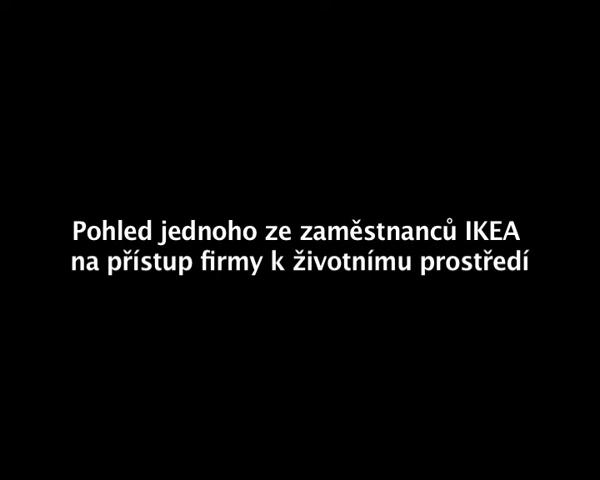 Pohled jednoho ze zaměstnanců IKEA
na přístup firmy k životnímu prostředí